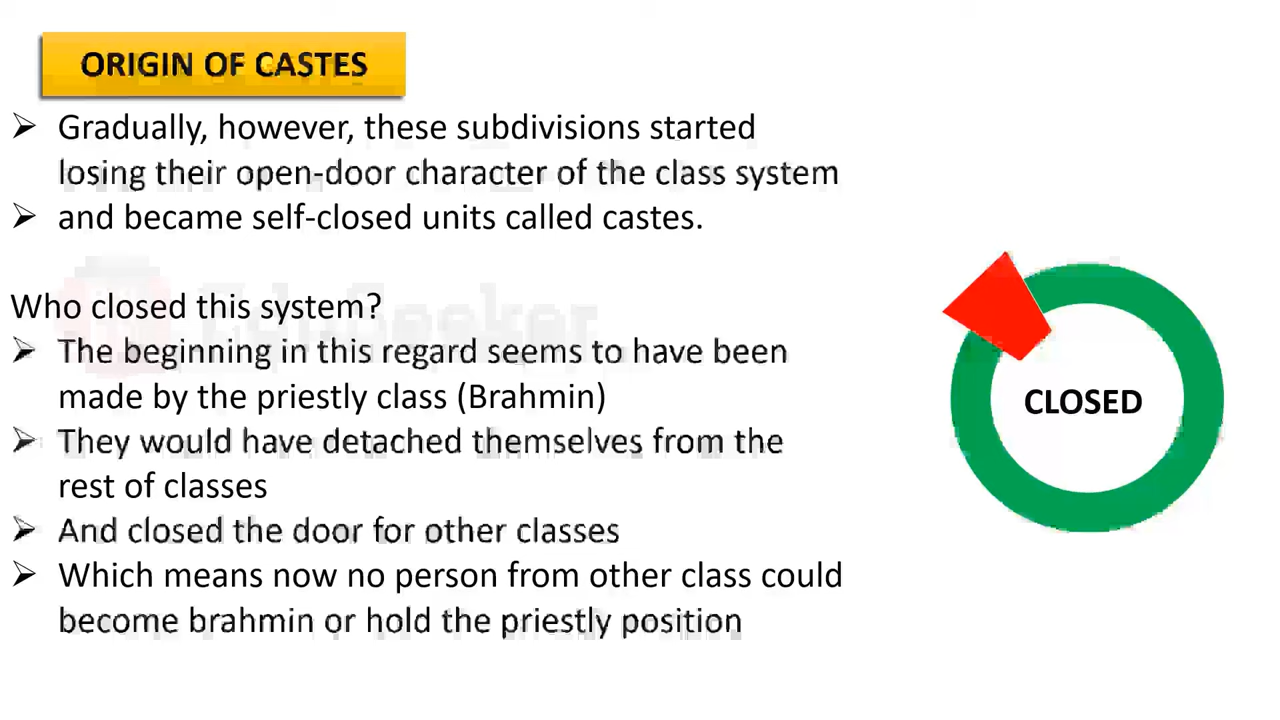 ORIGIN OF CASTES
➢ Gradually, however, these subdivisions started
losing their open-door character of the class system
➢ and became self-closed units called castes.
Who closed this system?
➢ The beginning in this regard seems to have been
made by the priestly class (Brahmin)
➢ They would have detached themselves from the
rest of classes
➢ And closed the door for other classes
➢ Which means now no person from other class could
become brahmin or hold the priestly position
CLOSED